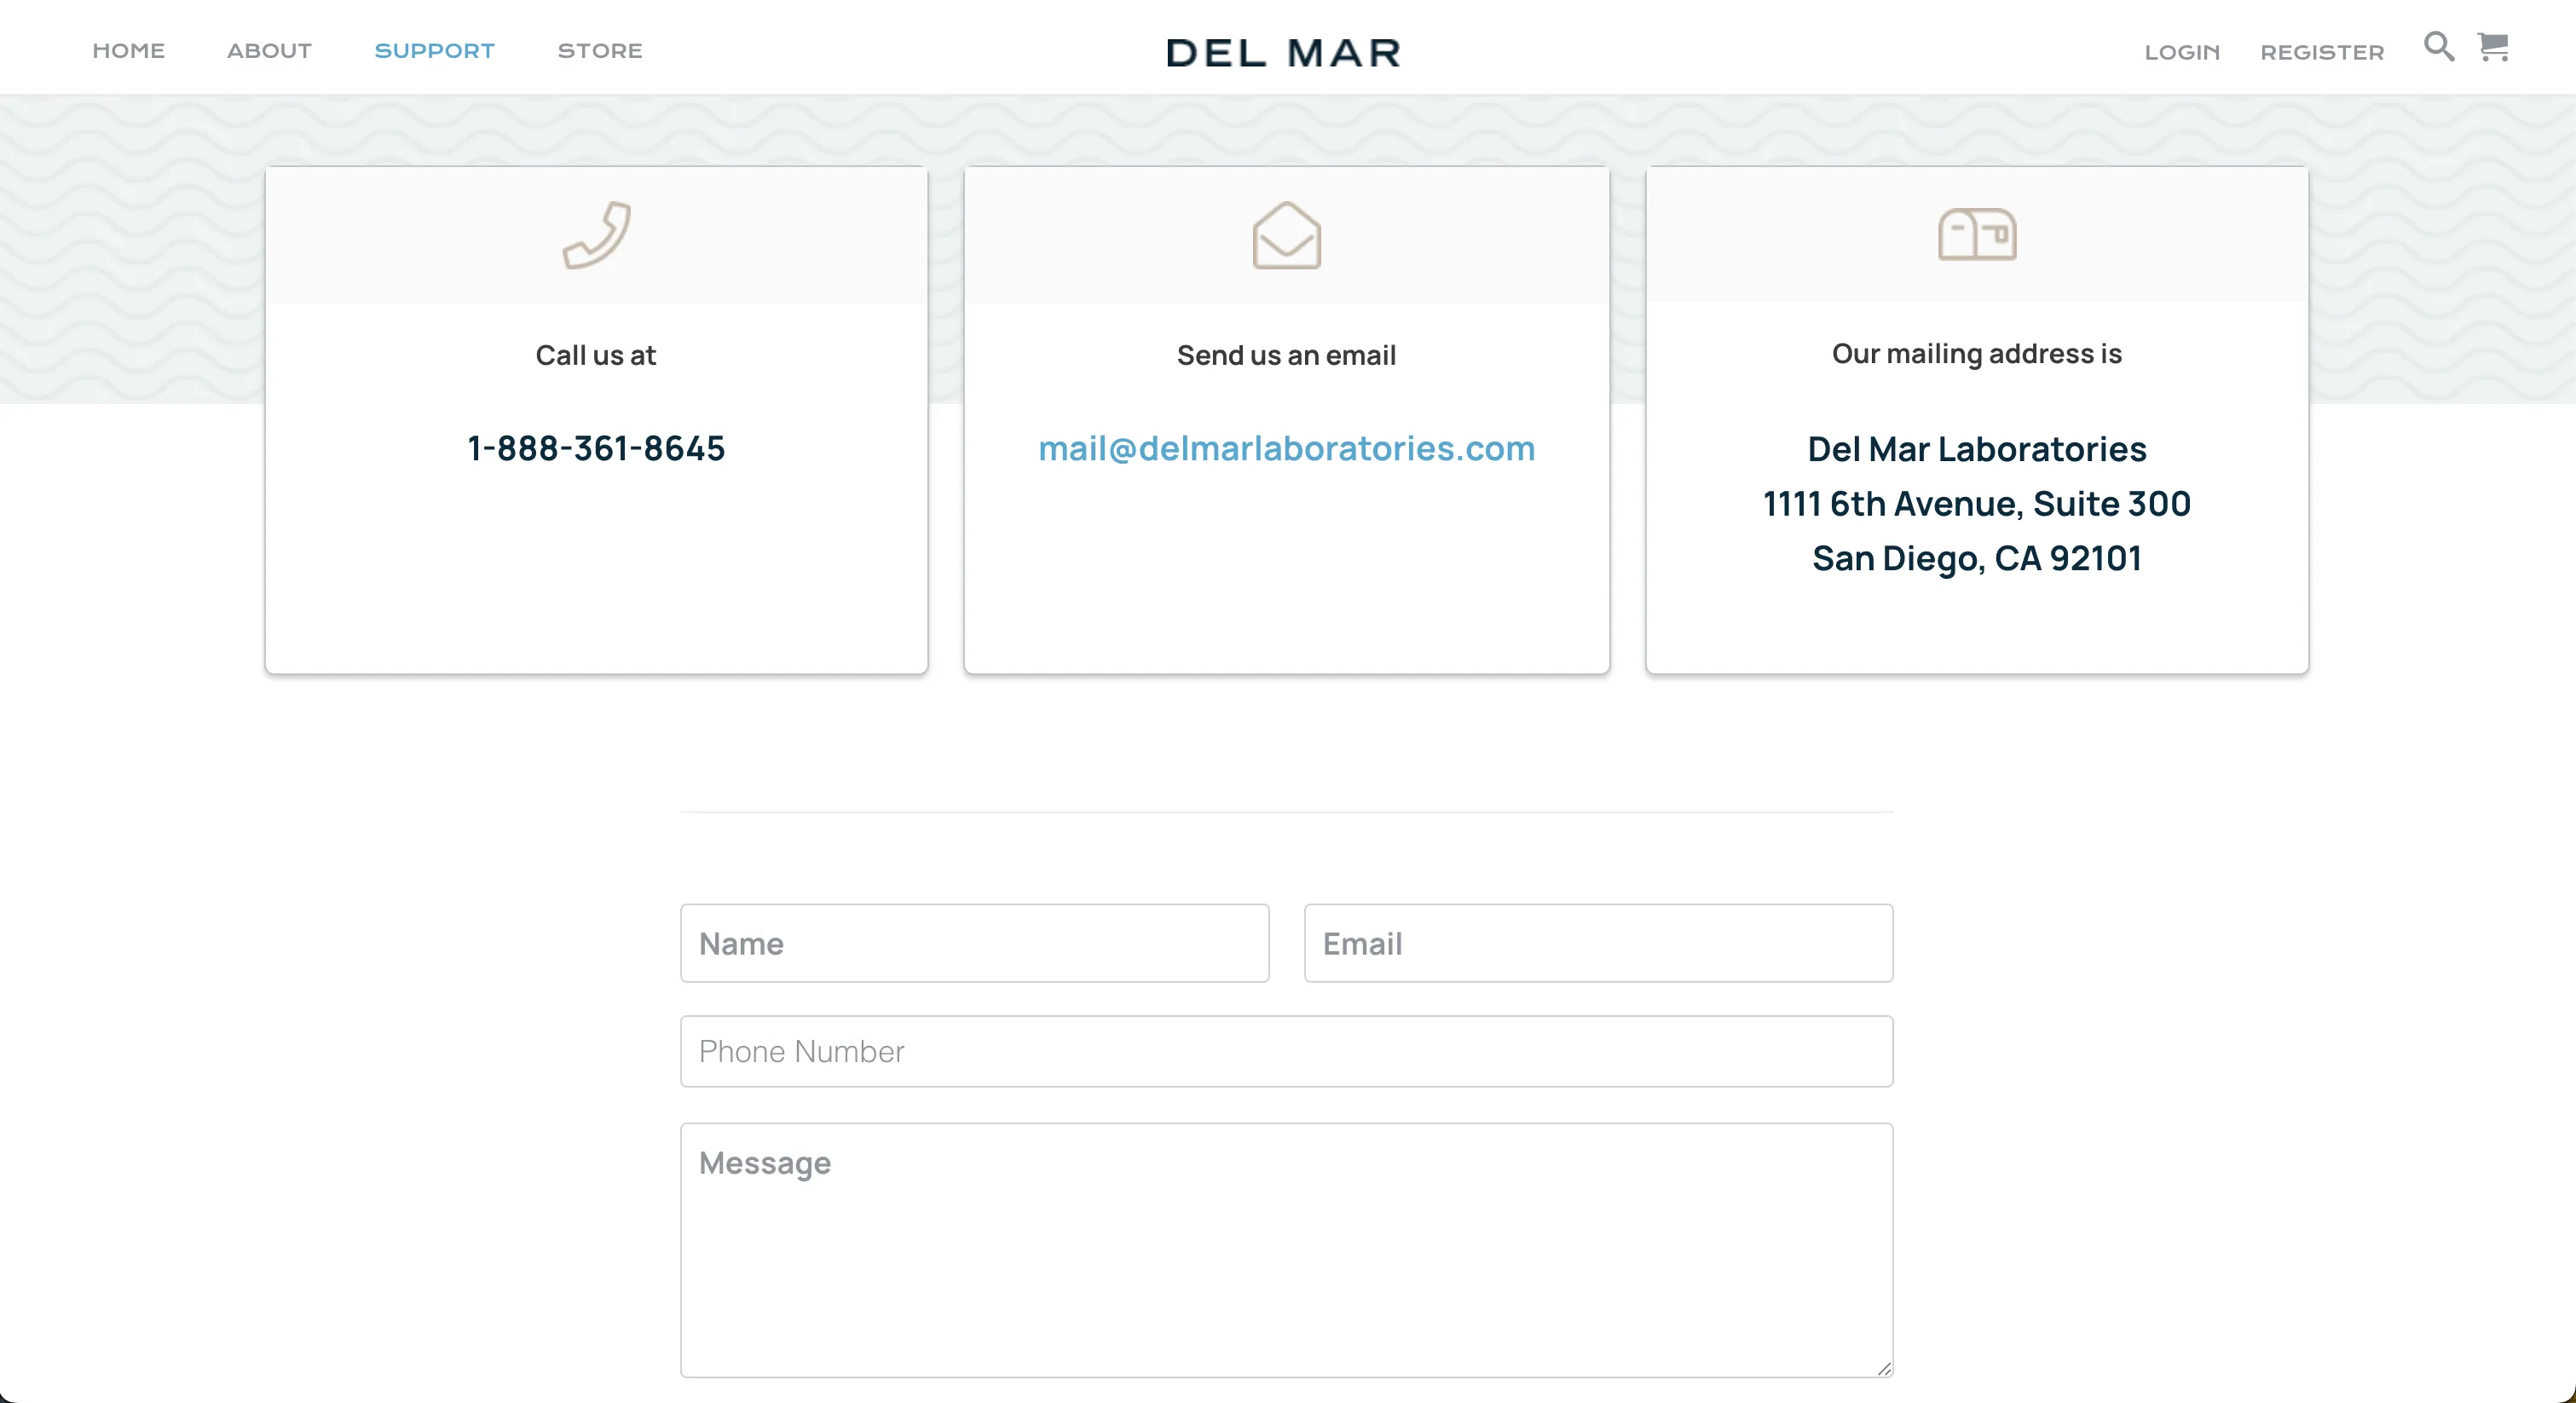 HOME ABOUT SUPPORT STORE DEL MAR LOGIN REGISTER
Call us at
1-888-361-8645
Send us an email
mail@delmarlaboratories.com
Our mailing address is
Del Mar Laboratories
1111 6th Avenue, Suite 300
San Diego, CA 92101
Name Email
Phone Number
Message